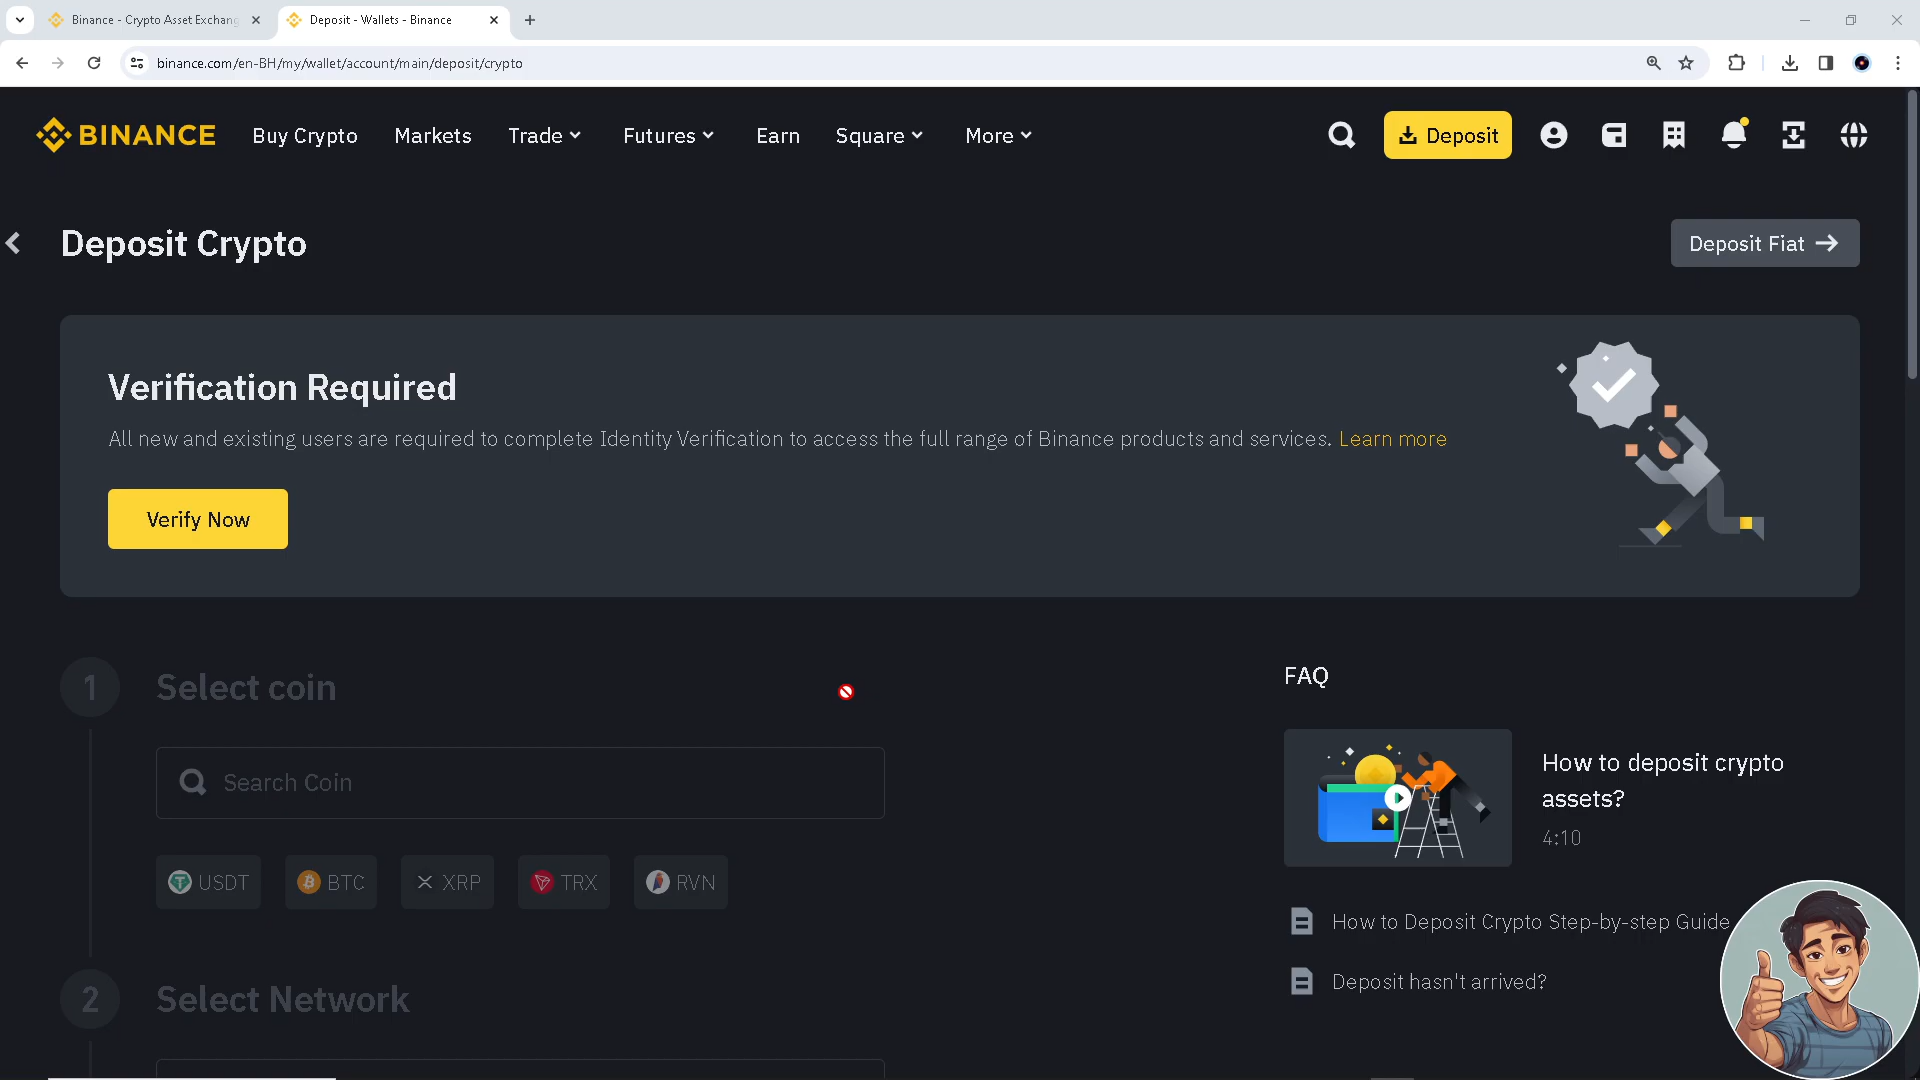 Binance - Crypto Asset Exchang
Deposit - Wallets - Binance
binance.com/en-BH/my/wallet/account/main/deposit/crypto
BINANCE
Buy Crypto
Markets
Trade
Futures
Earn
Square
More
Deposit
Deposit Crypto
Deposit Fiat
Verification Required
All new and existing users are required to complete Identity Verification to access the full range of Binance products and services. Learn more
Verify Now
1
Select coin
Search Coin
USDT
BTC
XRP
TRX
RVN
2
Select Network
FAQ
How to deposit crypto
assets?
4:10
How to Deposit Crypto Step-by-step Guide
Deposit hasn't arrived?